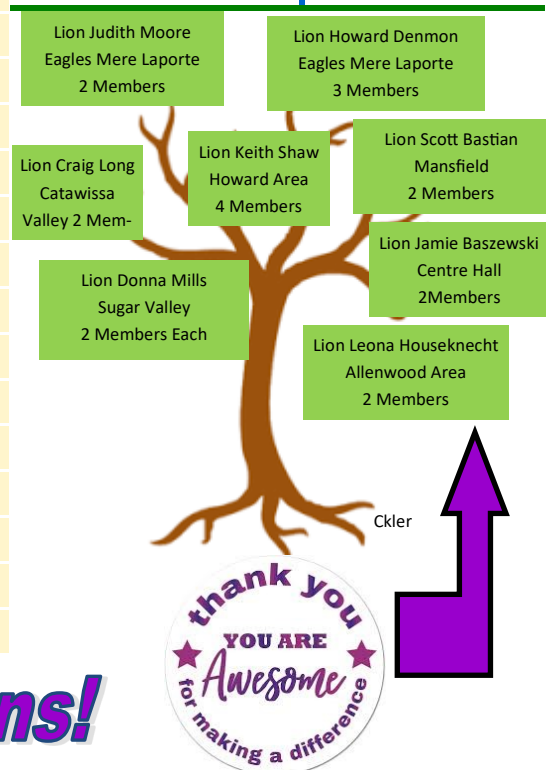 Lion Judith Moore
Eagles Mere Laporte
2 Members
Lion Howard Denmon
Eagles Mere Laporte
3 Members
Lion Craig Long
Catawissa
Valley 2 Mem-
Lion Keith Shaw
Howard Area
4 Members
Lion Scott Bastian
Mansfield
2 Members
Lion Jamie Baszewski
Centre Hall
2Members
Lion Donna Mills
Sugar Valley
2 Members Each
Lion Leona Houseknecht
Allenwood Area
2 Members
Ckler
thank you
YOU ARE
Awesome
for making a difference
ns!